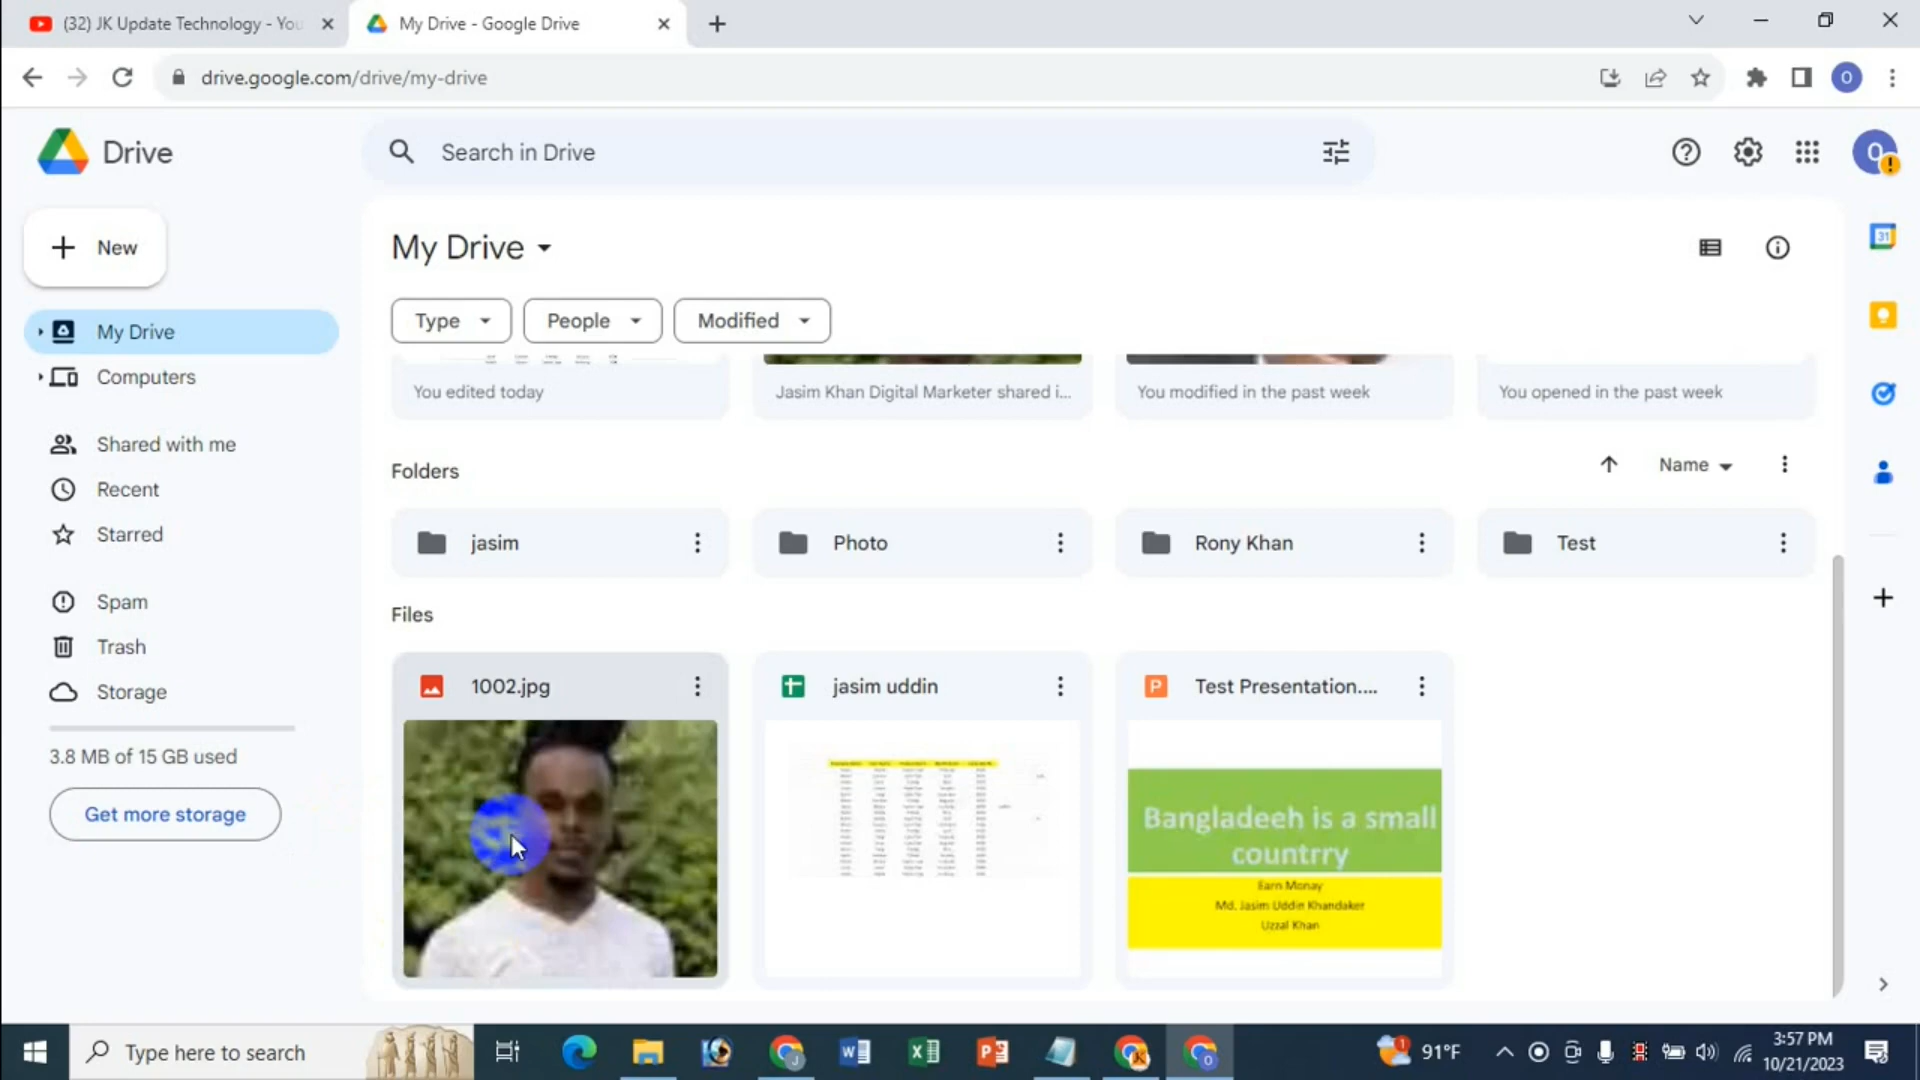 (32) JK Update Technology - You
My Drive - Google Drive
drive.google.com/drive/my-drive
O
Drive
Search in Drive
O
New
My Drive
31
Type
People
Modified
My Drive
Computers
You edited today
Jasim Khan Digital Marketer shared i...
You modified in the past week
You opened in the past week
Shared with me
Recent
Starred
Folders
Name
jasim
Photo
Rony Khan
Test
Spam
Trash
Storage
Files
1002.jpg
jasim uddin
P
Test Presentation....
3.8 MB of 15 GB used
Get more storage
Bangladeeh is a small
countrry
Earn Monay
Md. Jasim Uddin Khandaker
Uzzal Khan
Type here to search
91°F
3:57 PM
10/21/2023